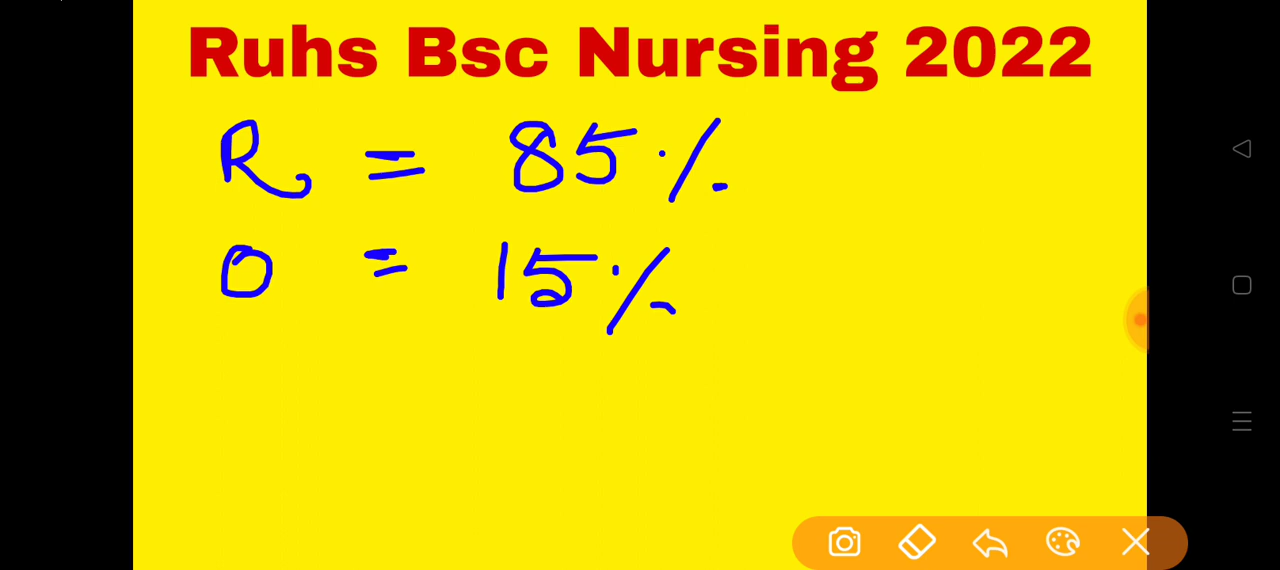 Ruhs Bsc Nursing 2022
R = 85%
O = 15%